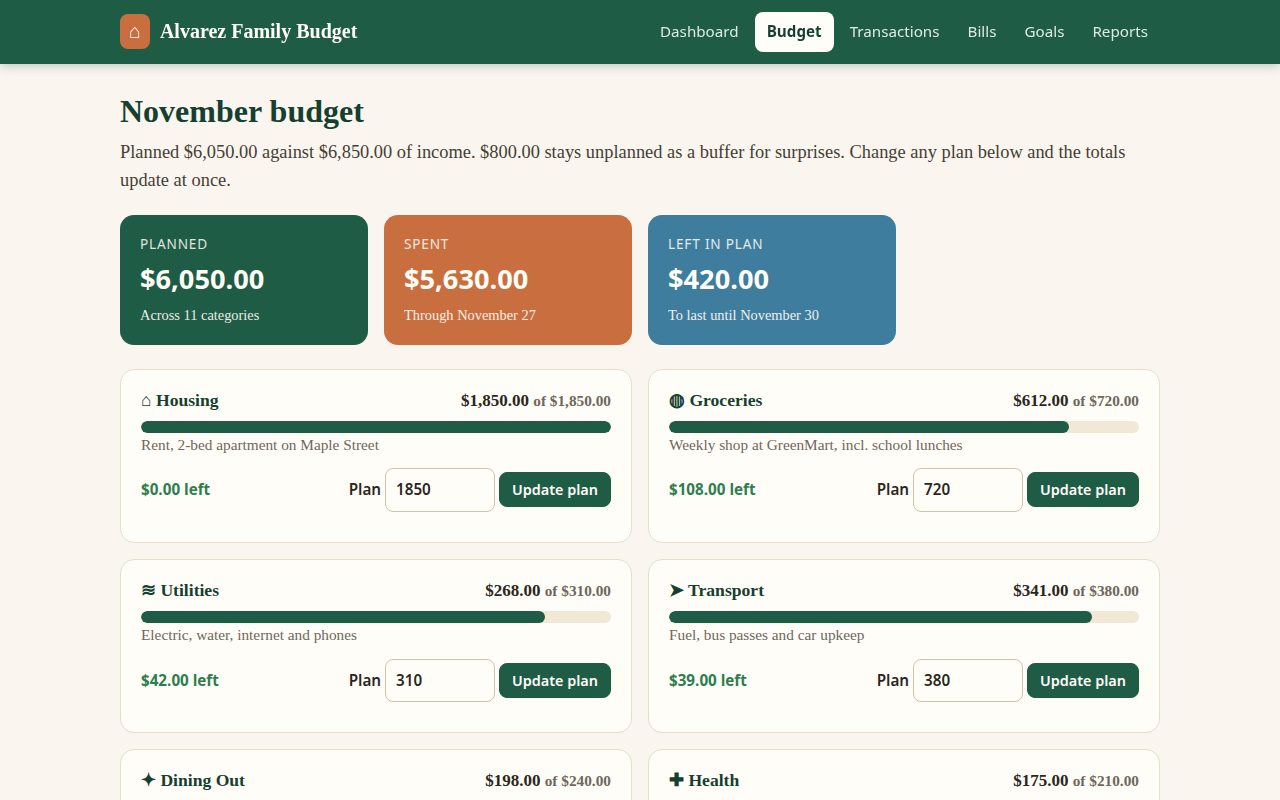 ⌂ Alvarez Family Budget
Dashboard Budget Transactions Bills Goals Reports
November budget
Planned $6,050.00 against $6,850.00 of income. $800.00 stays unplanned as a buffer for surprises. Change any plan below and the totals
update at once.
PLANNED
$6,050.00
Across 11 categories
SPENT
$5,630.00
Through November 27
LEFT IN PLAN
$420.00
To last until November 30
⌂ Housing $1,850.00 of $1,850.00
Rent, 2-bed apartment on Maple Street
$0.00 left Plan 1850 Update plan
◍ Groceries $612.00 of $720.00
Weekly shop at GreenMart, incl. school lunches
$108.00 left Plan 720 Update plan
≋ Utilities $268.00 of $310.00
Electric, water, internet and phones
$42.00 left Plan 310 Update plan
➤ Transport $341.00 of $380.00
Fuel, bus passes and car upkeep
$39.00 left Plan 380 Update plan
✦ Dining Out $198.00 of $240.00
✚ Health $175.00 of $210.00